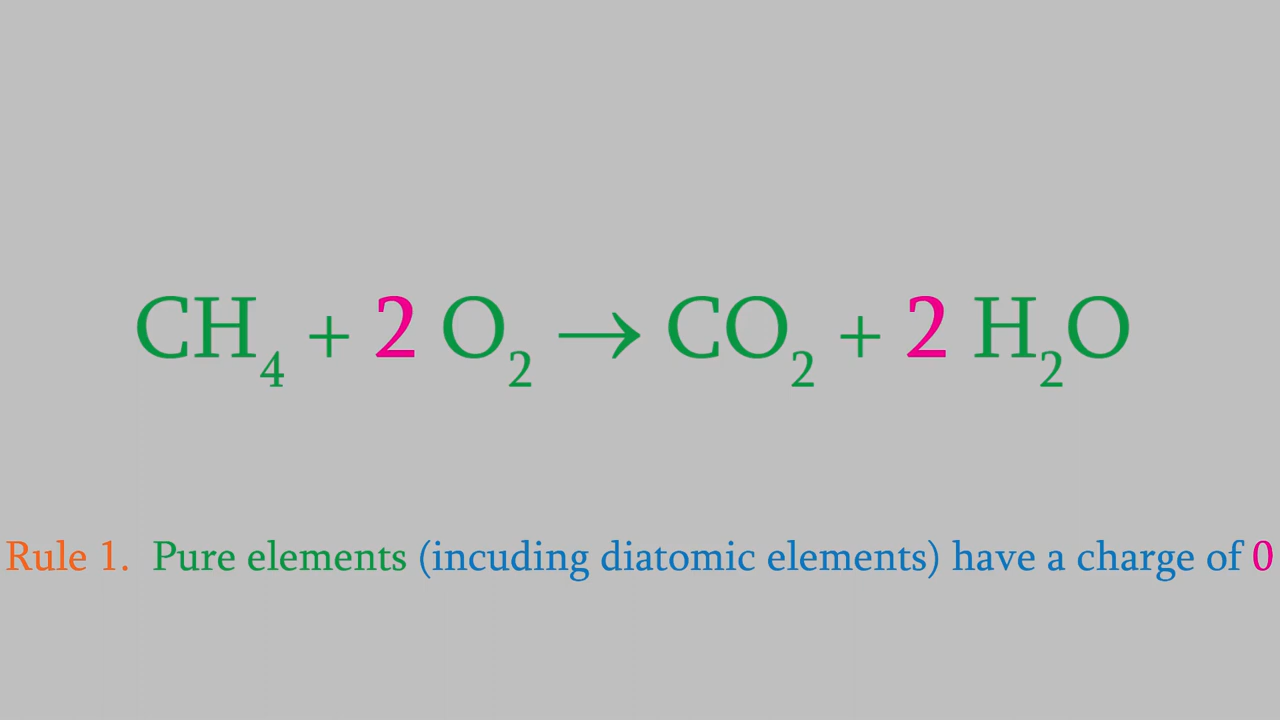 CH₄ + 2 O₂ → CO₂ + 2 H₂O
Rule 1. Pure elements (incuding diatomic elements) have a charge of 0